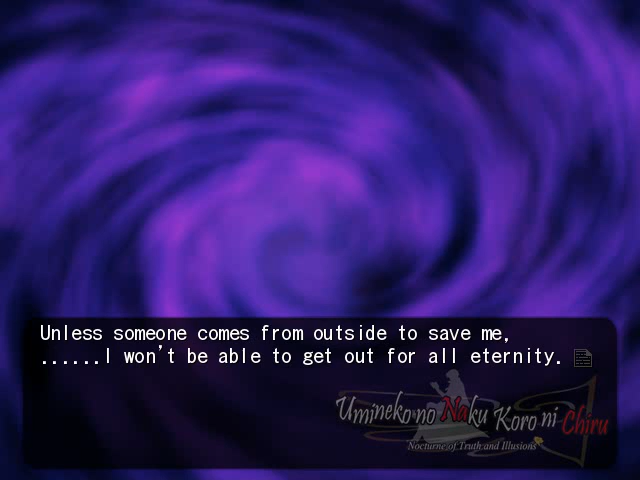 Unless someone comes from outside to save me,
......I won't be able to get out for all eternity.
Umineko no Naku Koro ni Chiru
Nocturne of Truth and Illusions